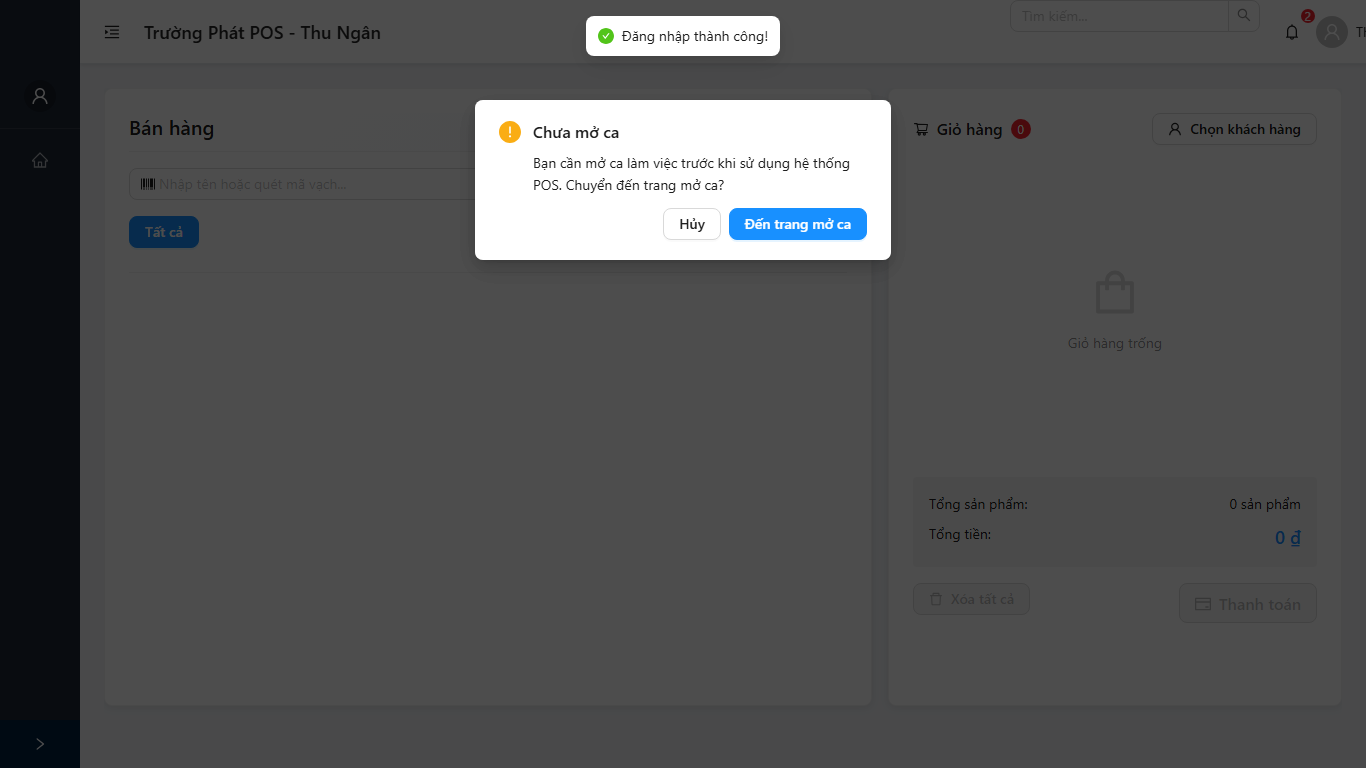 Trường Phát POS - Thu Ngân
Đăng nhập thành công!
Tìm kiếm...
2
Bán hàng
Nhập tên hoặc quét mã vạch...
Tất cả
Chưa mở ca
Bạn cần mở ca làm việc trước khi sử dụng hệ thống
POS. Chuyển đến trang mở ca?
Hủy
Đến trang mở ca
Giỏ hàng
0
Chọn khách hàng
Giỏ hàng trống
Tổng sản phẩm:
0 sản phẩm
Tổng tiền:
0 ₫
Xóa tất cả
Thanh toán